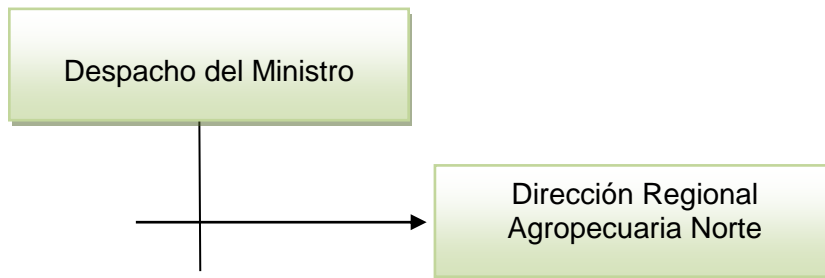 Despacho del Ministro
Dirección Regional
Agropecuaria Norte